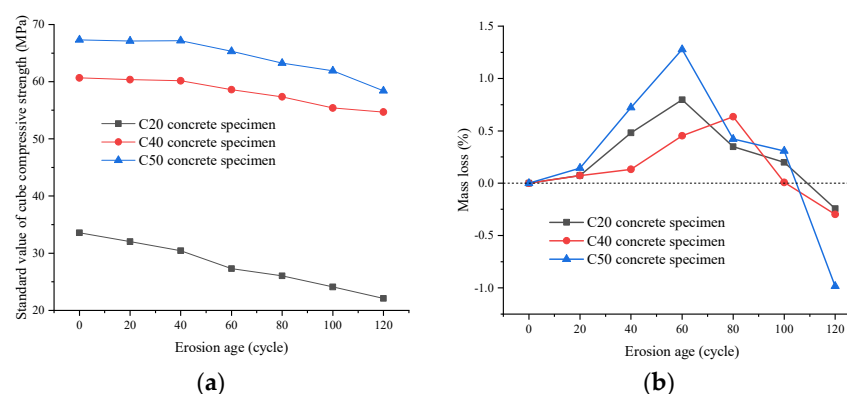 Standard value of cube compressive strength (MPa)
70
60
50
40
30
20
C20 concrete specimen
C40 concrete specimen
C50 concrete specimen
0 20 40 60 80 100 120
Erosion age (cycle)
(a)
Mass loss (%)
1.5
1.0
0.5
0.0
-0.5
-1.0
C20 concrete specimen
C40 concrete specimen
C50 concrete specimen
0 20 40 60 80 100 120
Erosion age (cycle)
(b)